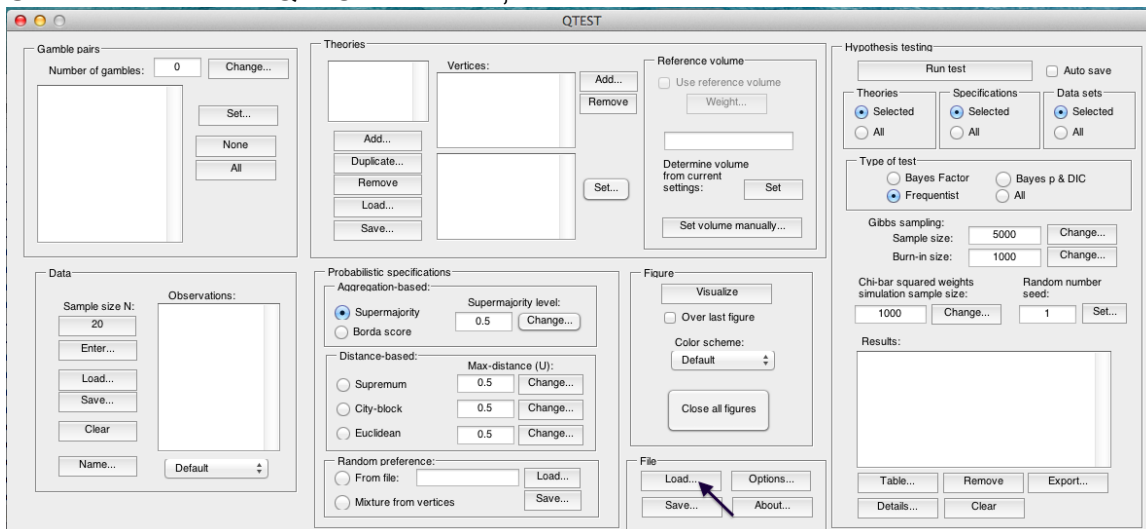 QTEST
Gamble pairs
Number of gambles: 0 Change...
Set...
None
All
Theories
Vertices:
Add...
Remove
Add...
Duplicate...
Remove
Load...
Save...
Set...
Reference volume
Use reference volume
Weight...
Determine volume
from current
settings: Set
Set volume manually...
Hypothesis testing
Run test Auto save
Theories
Selected
All
Specifications
Selected
All
Data sets
Selected
All
Type of test
Bayes Factor Bayes p & DIC
Frequentist All
Gibbs sampling:
Sample size: 5000 Change...
Burn-in size: 1000 Change...
Chi-bar squared weights
simulation sample size:
1000 Change...
Random number
seed:
1 Set...
Results:
Table... Remove Export...
Details... Clear
Data
Sample size N:
20
Enter...
Load...
Save...
Clear
Name...
Observations:
Default
Probabilistic specifications
Aggregation-based:
Supermajority
Borda score
Supermajority level:
0.5 Change...
Distance-based:
Max-distance (U):
Supremum 0.5 Change...
City-block 0.5 Change...
Euclidean 0.5 Change...
Random preference:
From file: Load...
Mixture from vertices Save...
Figure
Visualize
Over last figure
Color scheme:
Default
Close all figures
File
Load... Options...
Save... About...